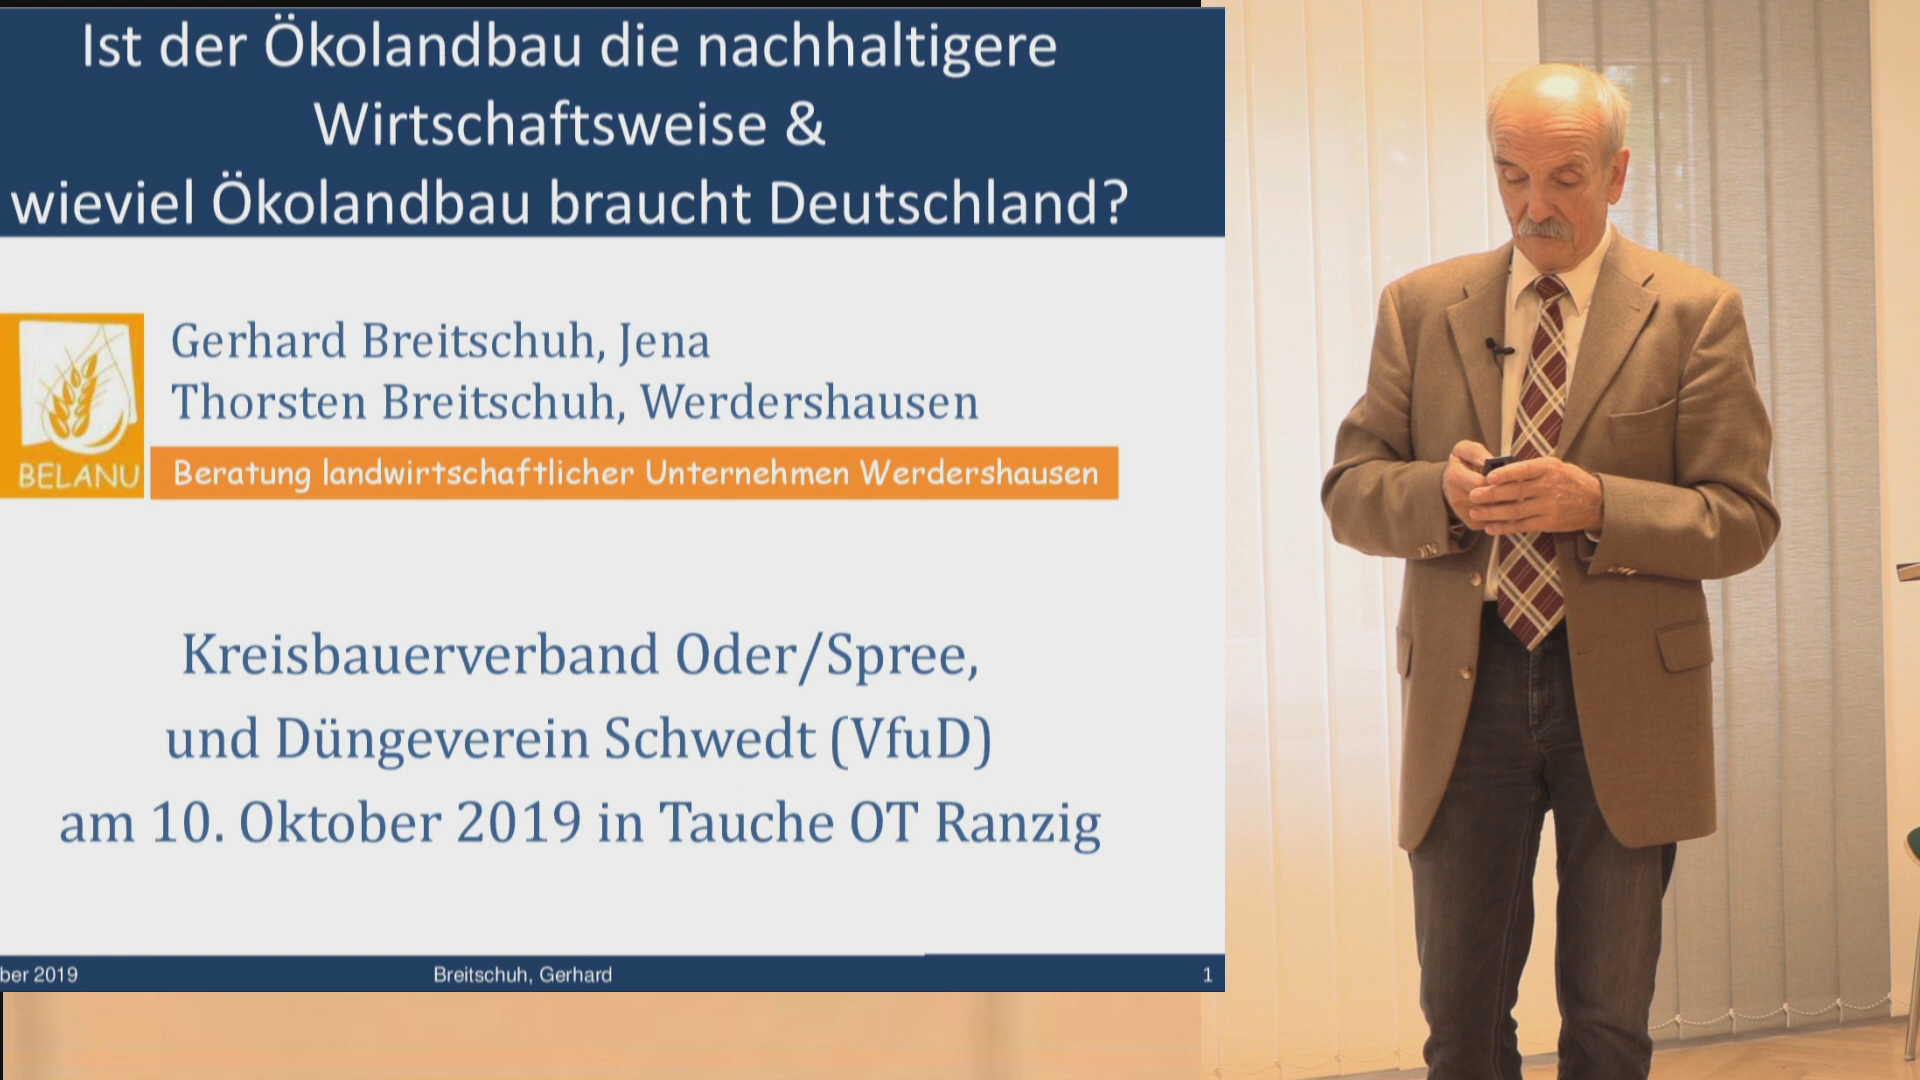 Ist der Ökolandbau die nachhaltigere
Wirtschaftsweise &
wieviel Ökolandbau braucht Deutschland?
Gerhard Breitschuh, Jena
Thorsten Breitschuh, Werdershausen
BELANU
Beratung landwirtschaftlicher Unternehmen Werdershausen
Kreisbauerverband Oder/Spree,
und Düngeverein Schwedt (VfuD)
am 10. Oktober 2019 in Tauche OT Ranzig
ber 2019
Breitschuh, Gerhard
1